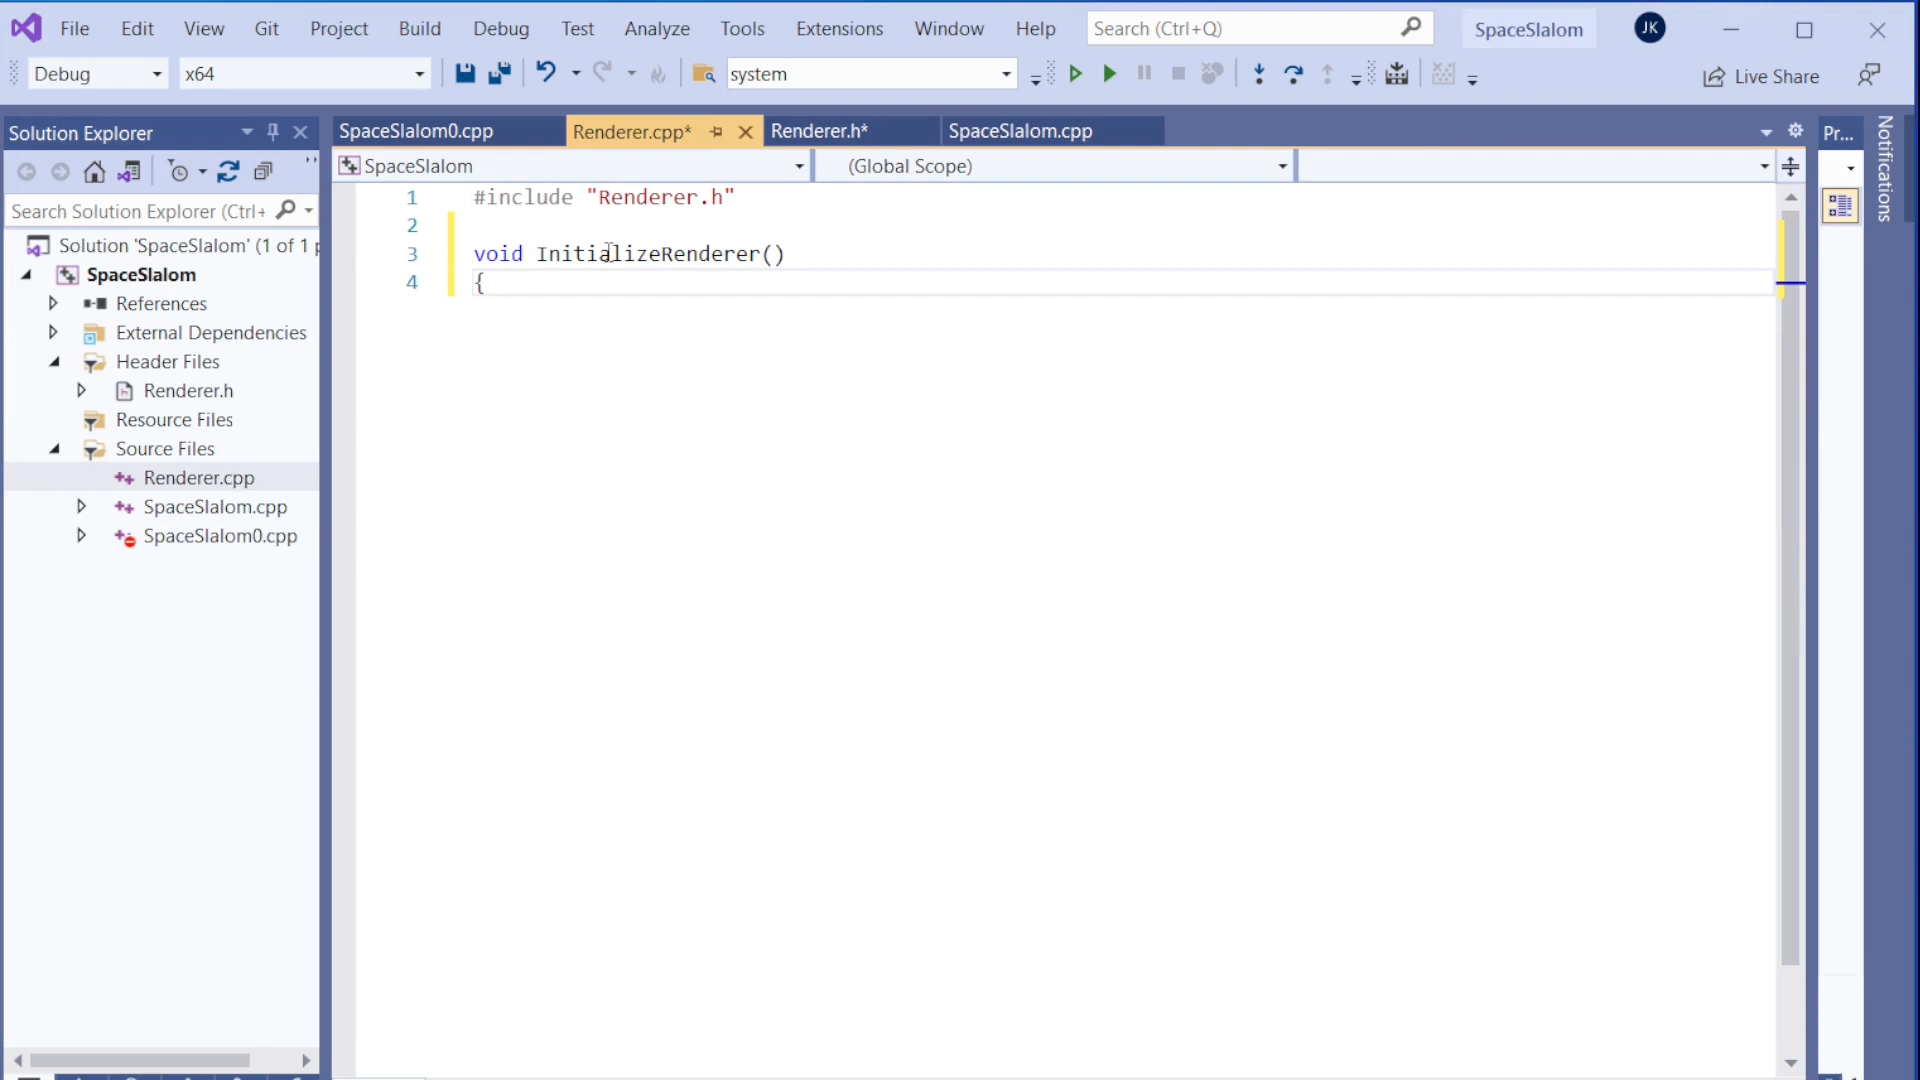 File Edit View Git Project Build Debug Test Analyze Tools Extensions Window Help Search (Ctrl+Q) SpaceSlalom JK
Debug x64 system Live Share
Solution Explorer
SpaceSlalom0.cpp Renderer.cpp* Renderer.h* SpaceSlalom.cpp
Pr...
Notifications
SpaceSlalom (Global Scope)
Search Solution Explorer (Ctrl+
Solution 'SpaceSlalom' (1 of 1 p
SpaceSlalom
References
External Dependencies
Header Files
Renderer.h
Resource Files
Source Files
Renderer.cpp
SpaceSlalom.cpp
SpaceSlalom0.cpp
1 #include "Renderer.h"
2
3 void InitializeRenderer()
4 {